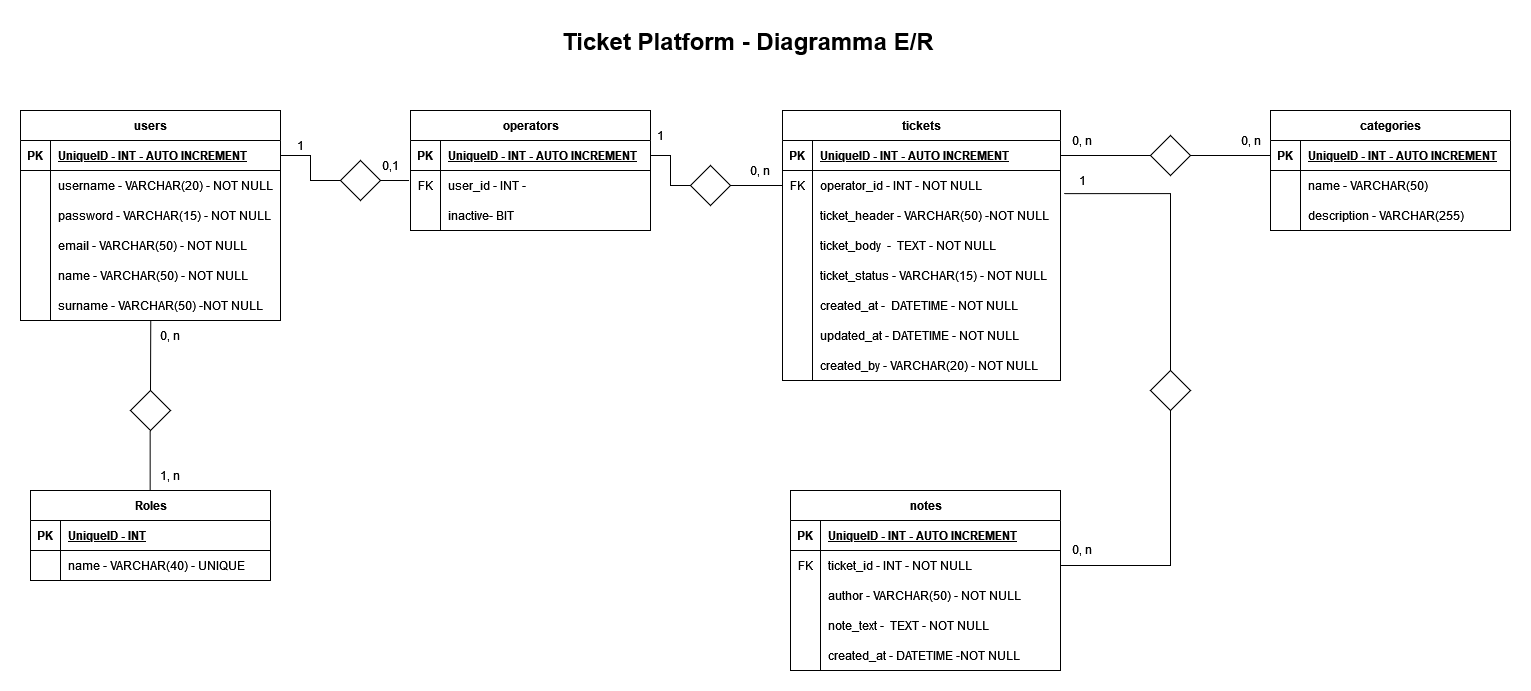 Ticket Platform - Diagramma E/R
users
PK UniqueID - INT - AUTO INCREMENT
username - VARCHAR(20) - NOT NULL
password - VARCHAR(15) - NOT NULL
email - VARCHAR(50) - NOT NULL
name - VARCHAR(50) - NOT NULL
surname - VARCHAR(50) -NOT NULL
1
0,1
operators
PK UniqueID - INT - AUTO INCREMENT
FK user_id - INT -
inactive- BIT
1
0, n
tickets
PK UniqueID - INT - AUTO INCREMENT
FK operator_id - INT - NOT NULL
ticket_header - VARCHAR(50) -NOT NULL
ticket_body - TEXT - NOT NULL
ticket_status - VARCHAR(15) - NOT NULL
created_at - DATETIME - NOT NULL
updated_at - DATETIME - NOT NULL
created_by - VARCHAR(20) - NOT NULL
0, n
0, n
1
categories
PK UniqueID - INT - AUTO INCREMENT
name - VARCHAR(50)
description - VARCHAR(255)
0, n
1, n
Roles
PK UniqueID - INT
name - VARCHAR(40) - UNIQUE
notes
PK UniqueID - INT - AUTO INCREMENT
FK ticket_id - INT - NOT NULL
author - VARCHAR(50) - NOT NULL
note_text - TEXT - NOT NULL
created_at - DATETIME -NOT NULL
0, n